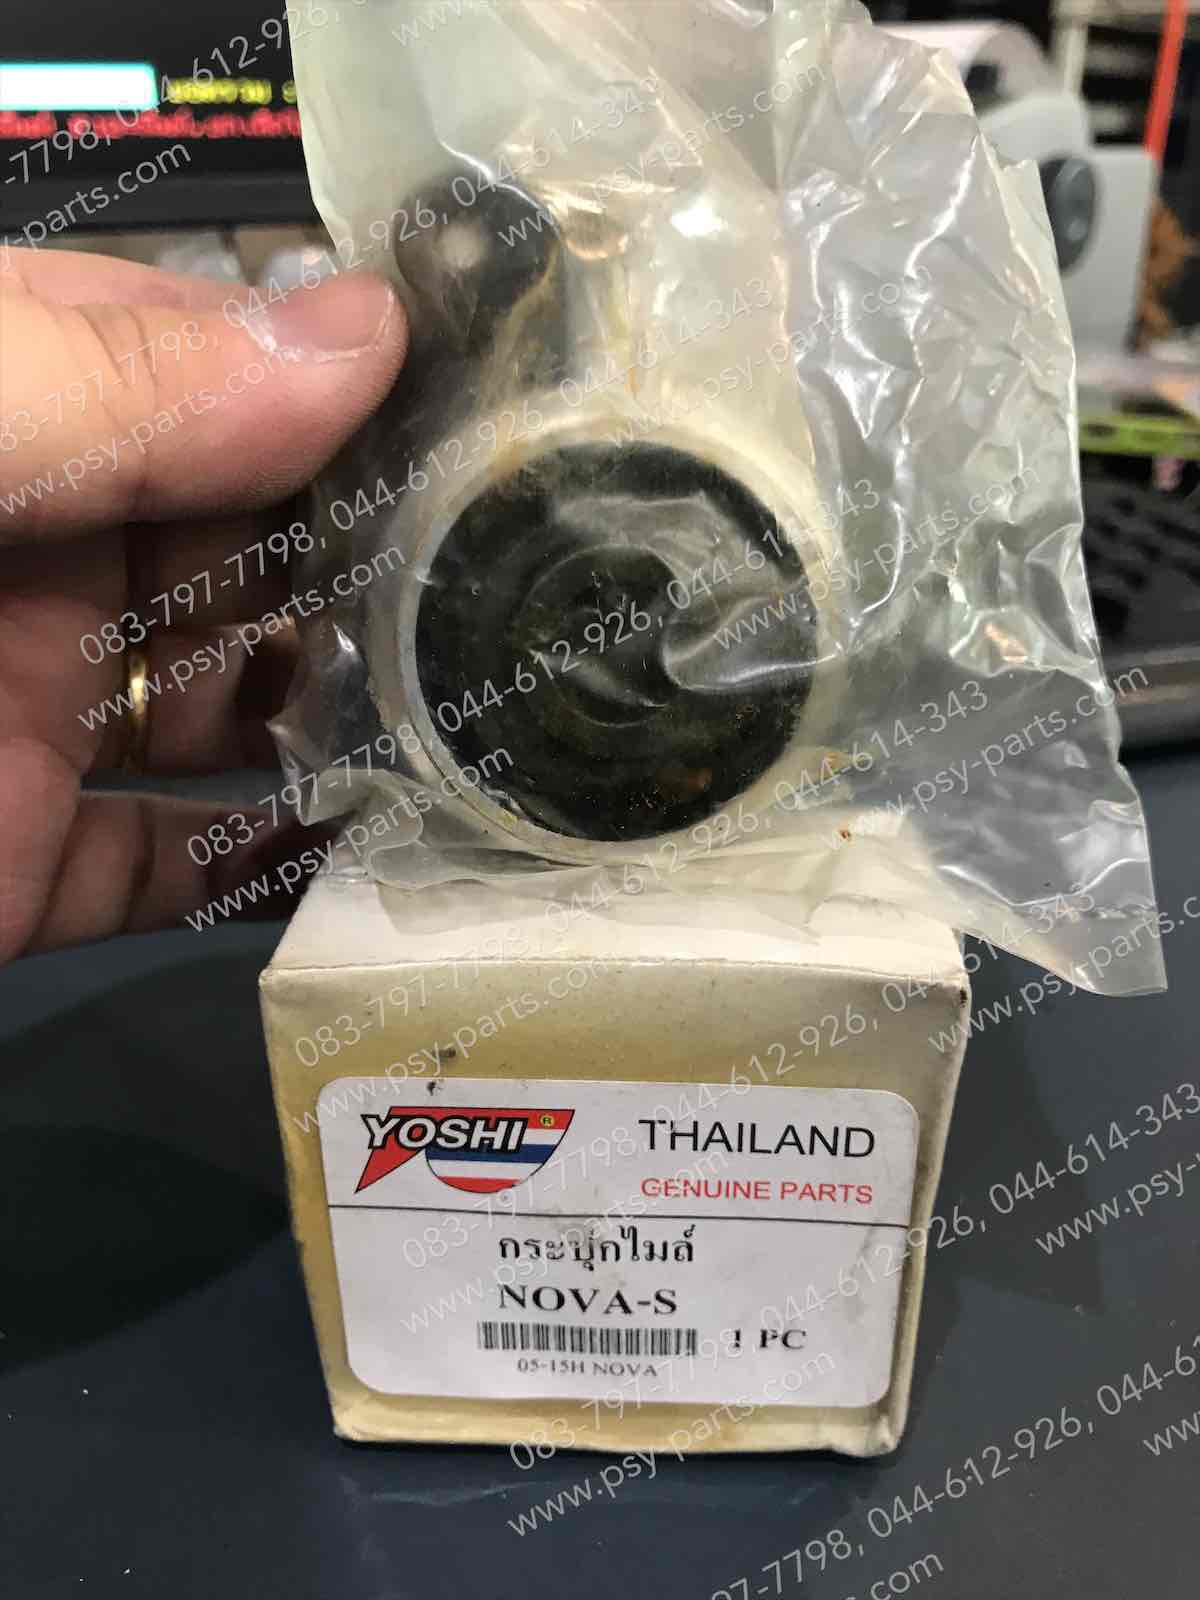 YOSHI ®
THAILAND
GENUINE PARTS
กระปุ๋กไมล์
NOVA-S
1 PC
05-15H NOVA
083-797-7798, 044-612-926, 044-614-343
www.psy-parts.com